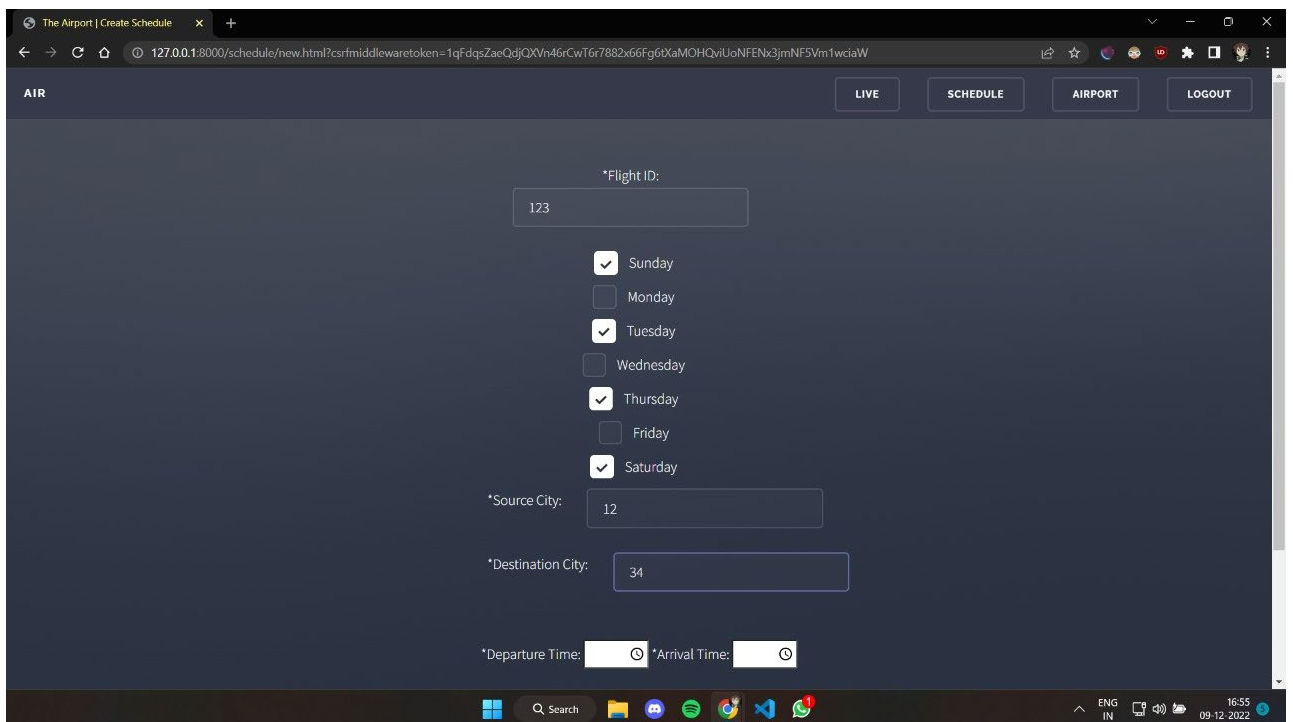 The Airport | Create Schedule
127.0.0.1:8000/schedule/new.html?csrfmiddlewaretoken=1qFdqsZaeQdjQXVn46rCwT6r7882x66Fg6tXaMOHQviUoNFENx3jmNF5Vm1wciaW
AIR LIVE SCHEDULE AIRPORT LOGOUT
*Flight ID:
123
Sunday
Monday
Tuesday
Wednesday
Thursday
Friday
Saturday
*Source City: 12
*Destination City: 34
*Departure Time: *Arrival Time:
Search 1 ENG 16:55
IN 09-12-2022